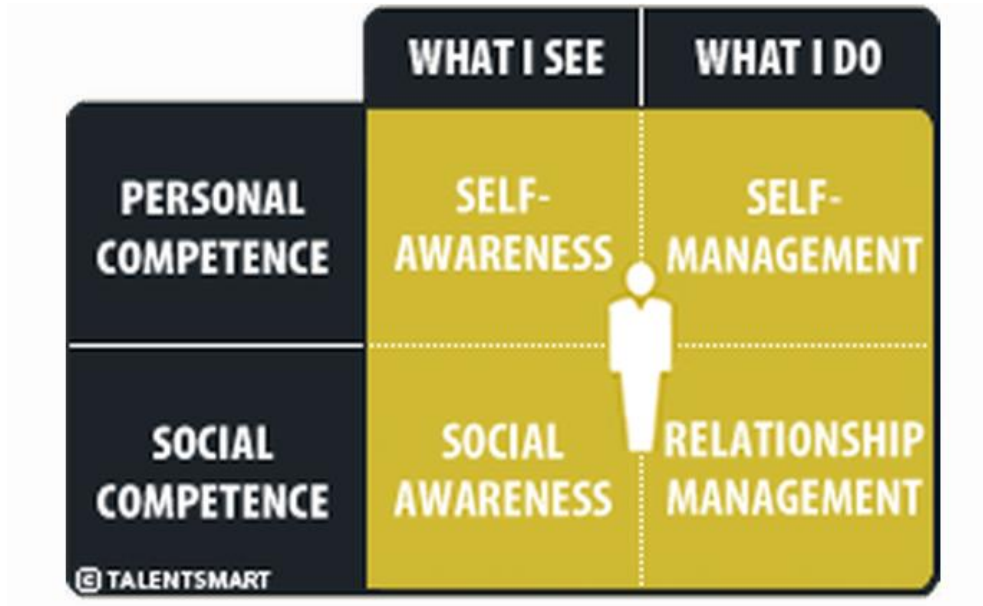 WHAT I SEE
WHAT I DO
PERSONAL
COMPETENCE
SELF-
AWARENESS
SELF-
MANAGEMENT
SOCIAL
COMPETENCE
SOCIAL
AWARENESS
RELATIONSHIP
MANAGEMENT
© TALENTSMART